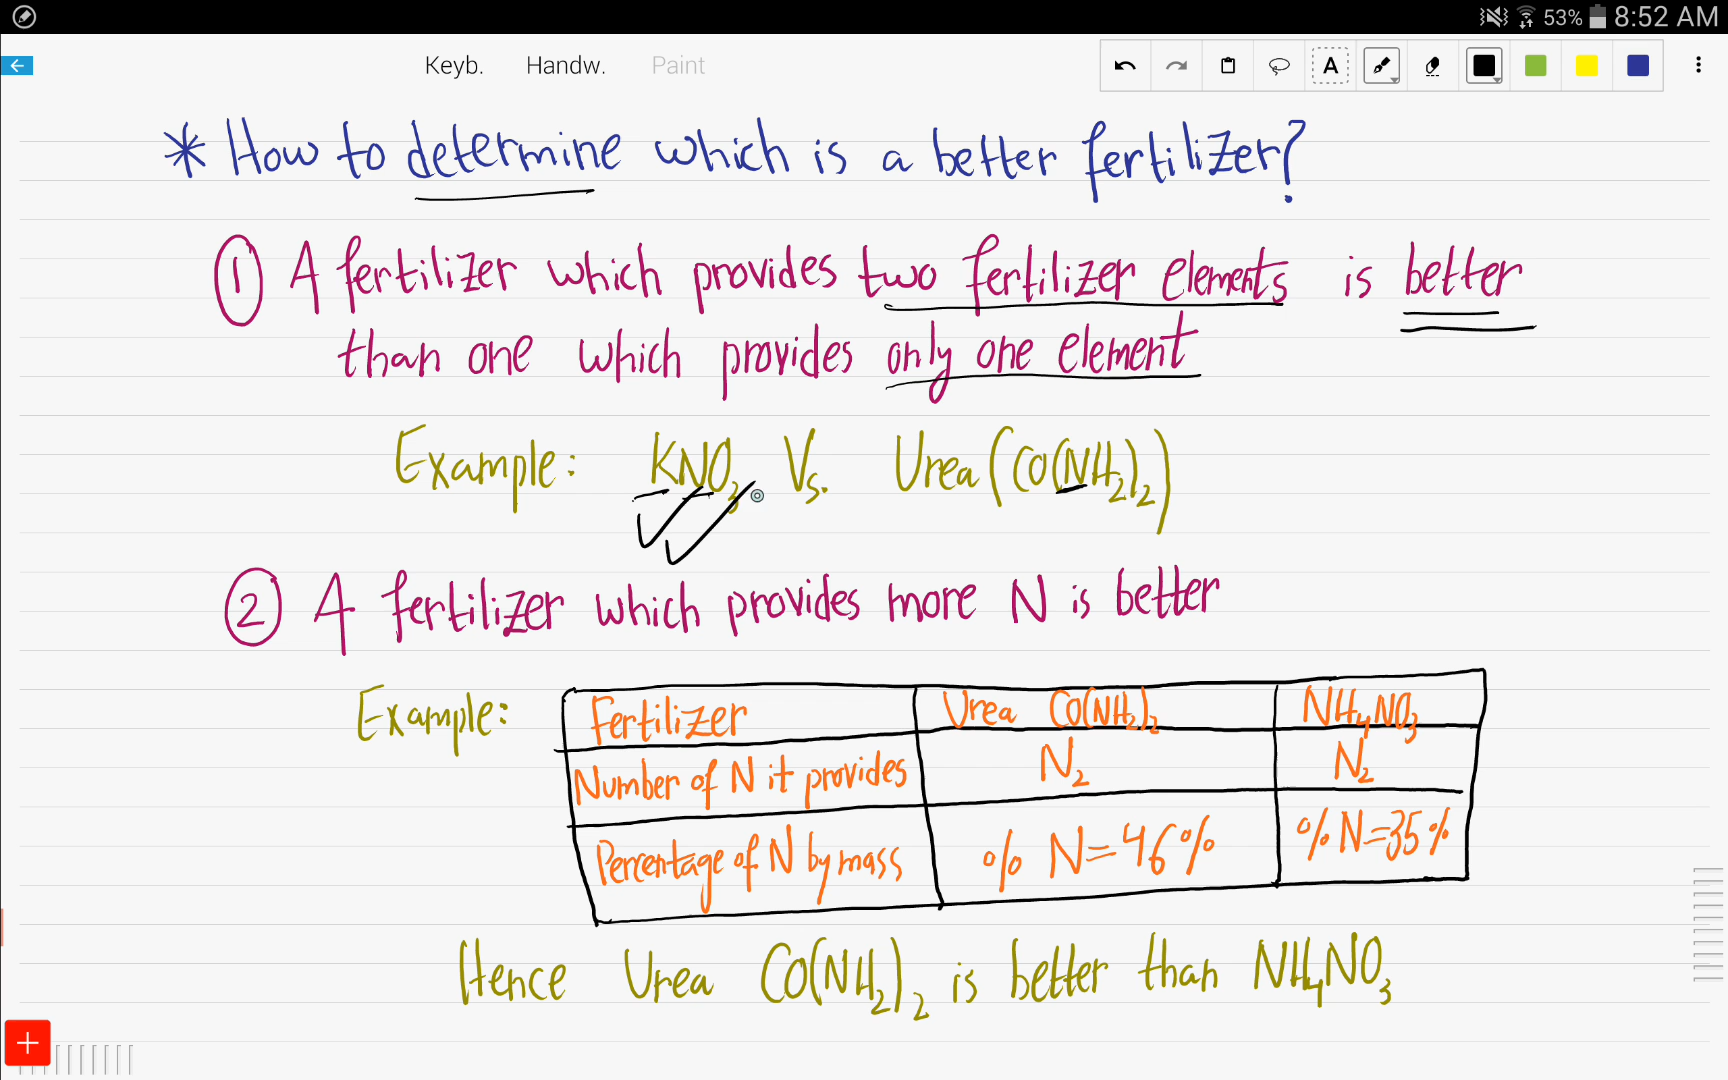 53% 8:52 AM
Keyb. Handw. Paint A
* How to determine which is a better fertilizer?
① A fertilizer which provides two fertilizer elements is better
than one which provides only one element
Example: KNO₃ Vs. Urea (CO(NH₂)₂)
② A fertilizer which provides more N is better
Example:
Fertilizer Urea CO(NH₂)₂ NH₄NO₃
Number of N it provides N₂ N₂
Percentage of N by mass % N=46% % N=35%
Hence Urea CO(NH₂)₂ is better than NH₄NO₃